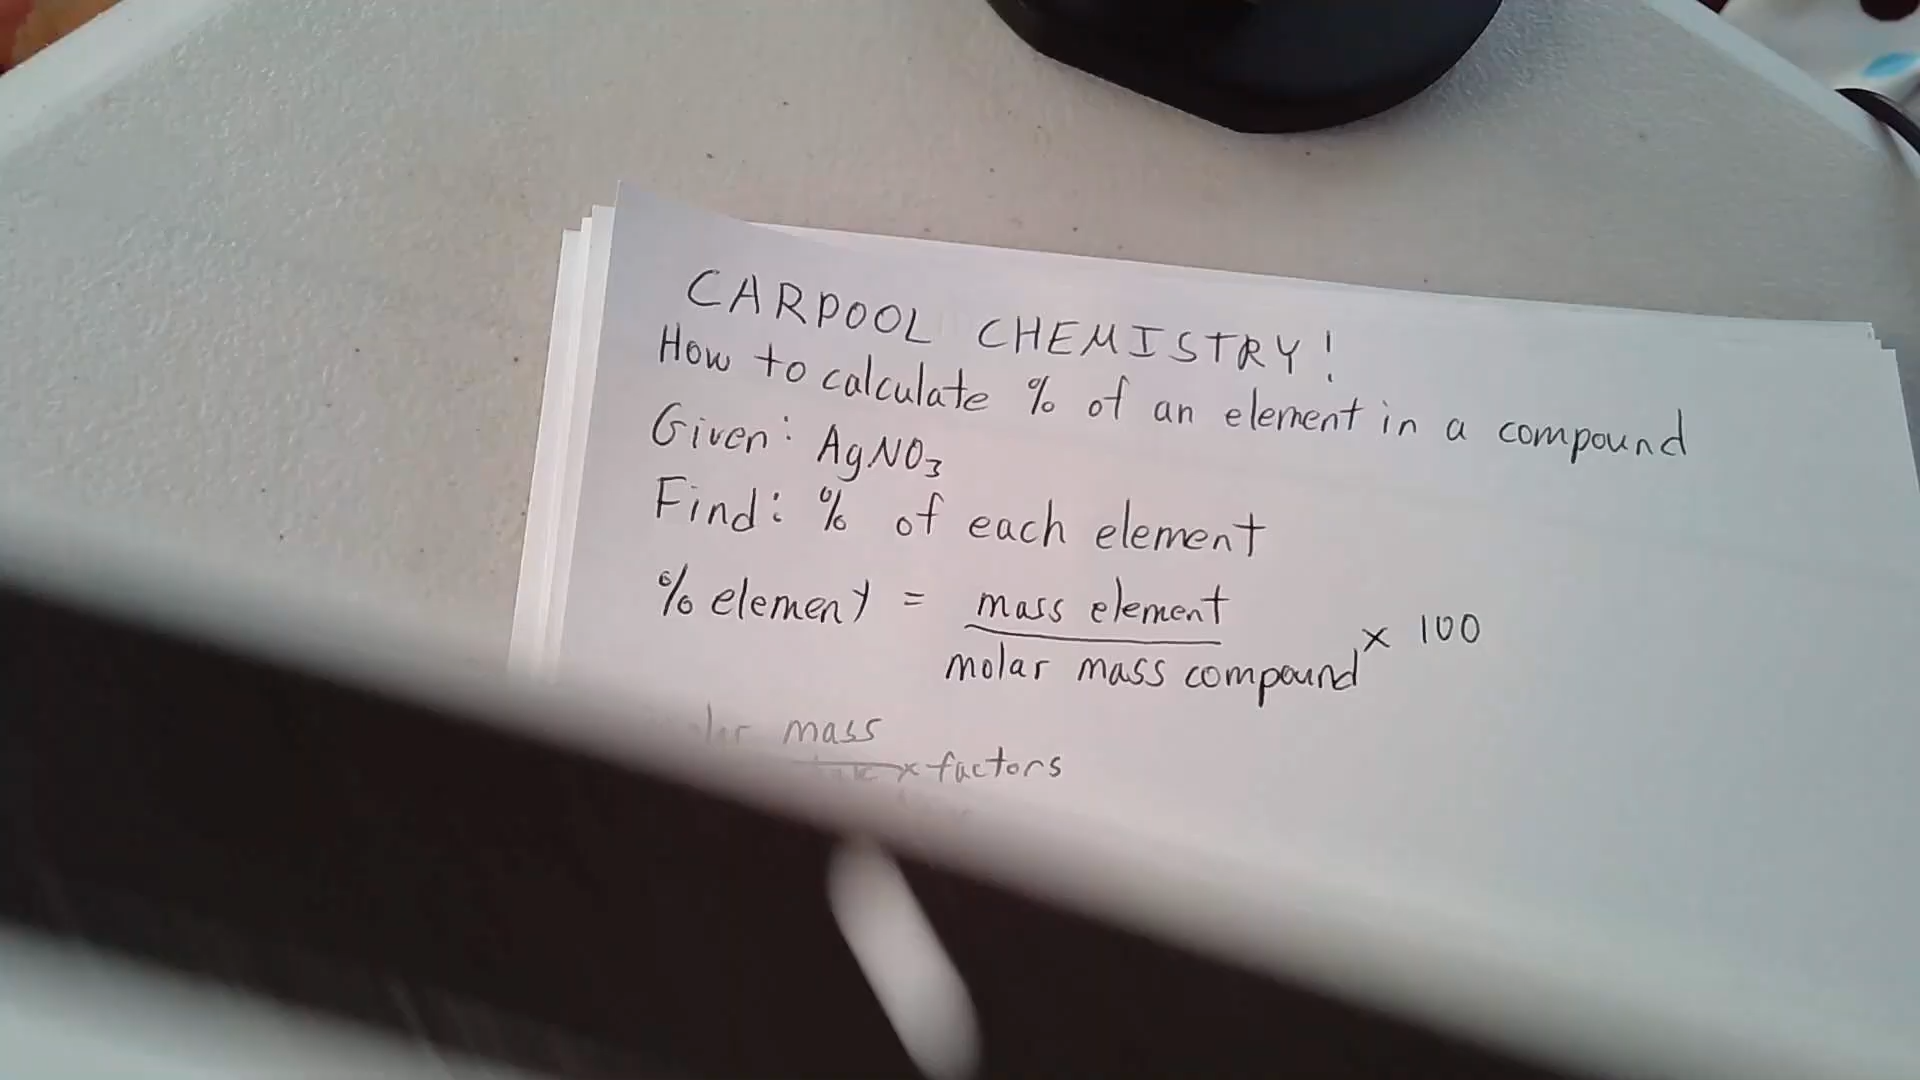 CARPOOL CHEMISTRY!
How to calculate % of an element in a compound
Given: AgNO₃
Find: % of each element
% element = mass element
molar mass compound x 100
mass
x factors